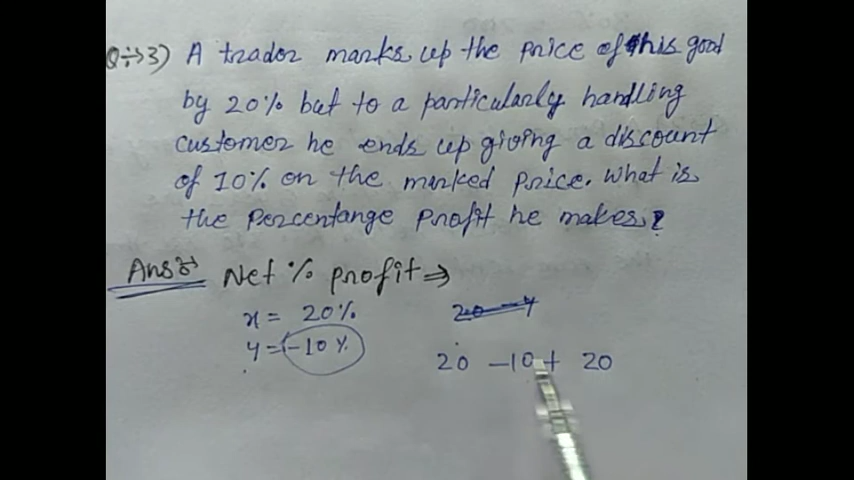 Q:→3) A trador marks up the price of this good
by 20% but to a particularly handling
customer he ends up giving a discount
of 10% on the marked price. What is
the percentange profit he makes?
Ans:→ Net % profit ⇒
x = 20%
y = -10%
20 -10 + 20